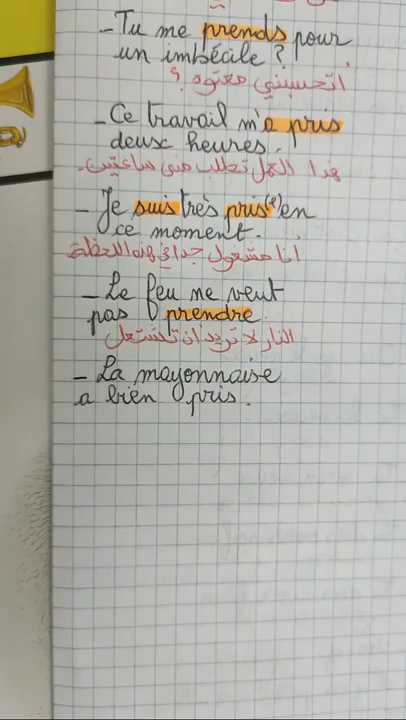 - Tu me prends pour
un imbécile ?
أتحسبني معتوه ؟
- Ce travail m'a pris
deux heures.
هذا العمل تطلب مني ساعتين.
- Je suis très pris(e) en
ce moment.
أنا مشغول جدا في هذه اللحظة
- Le feu ne veut
pas prendre.
النار لا تريد ان تشتعل
- La mayonnaise
a bien pris.